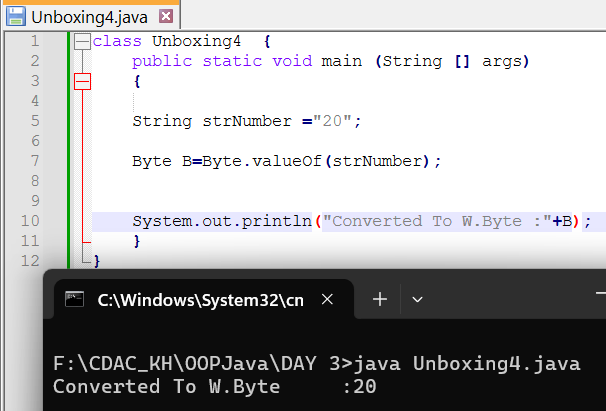 Unboxing4.java
1 class Unboxing4  {
2 public static void main (String [] args)
3 {
4
5 String strNumber ="20";
6
7 Byte B=Byte.valueOf(strNumber);
8
9
10 System.out.println("Converted To W.Byte :"+B);
11 }
12 }
C:\Windows\System32\cn
F:\CDAC_KH\OOPJava\DAY 3>java Unboxing4.java
Converted To W.Byte     :20